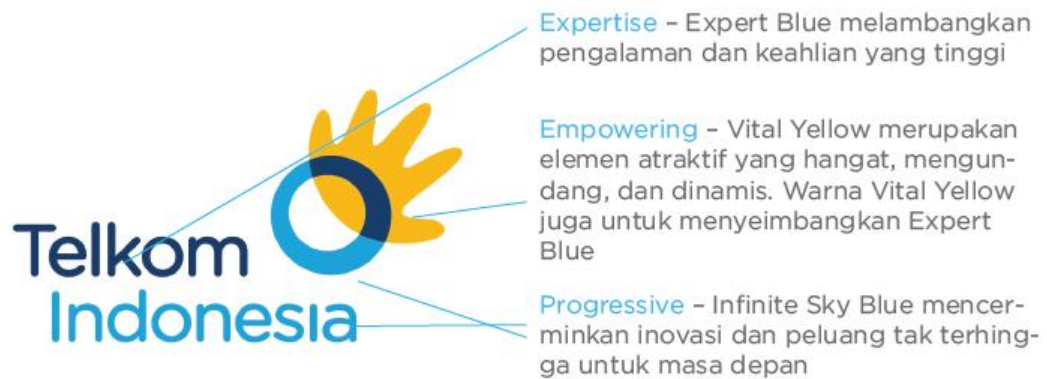 Expertise – Expert Blue melambangkan
pengalaman dan keahlian yang tinggi
Empowering – Vital Yellow merupakan
elemen atraktif yang hangat, mengun-
dang, dan dinamis. Warna Vital Yellow
juga untuk menyeimbangkan Expert
Blue
Telkom
Indonesia
Progressive – Infinite Sky Blue mencer-
minkan inovasi dan peluang tak terhing-
ga untuk masa depan